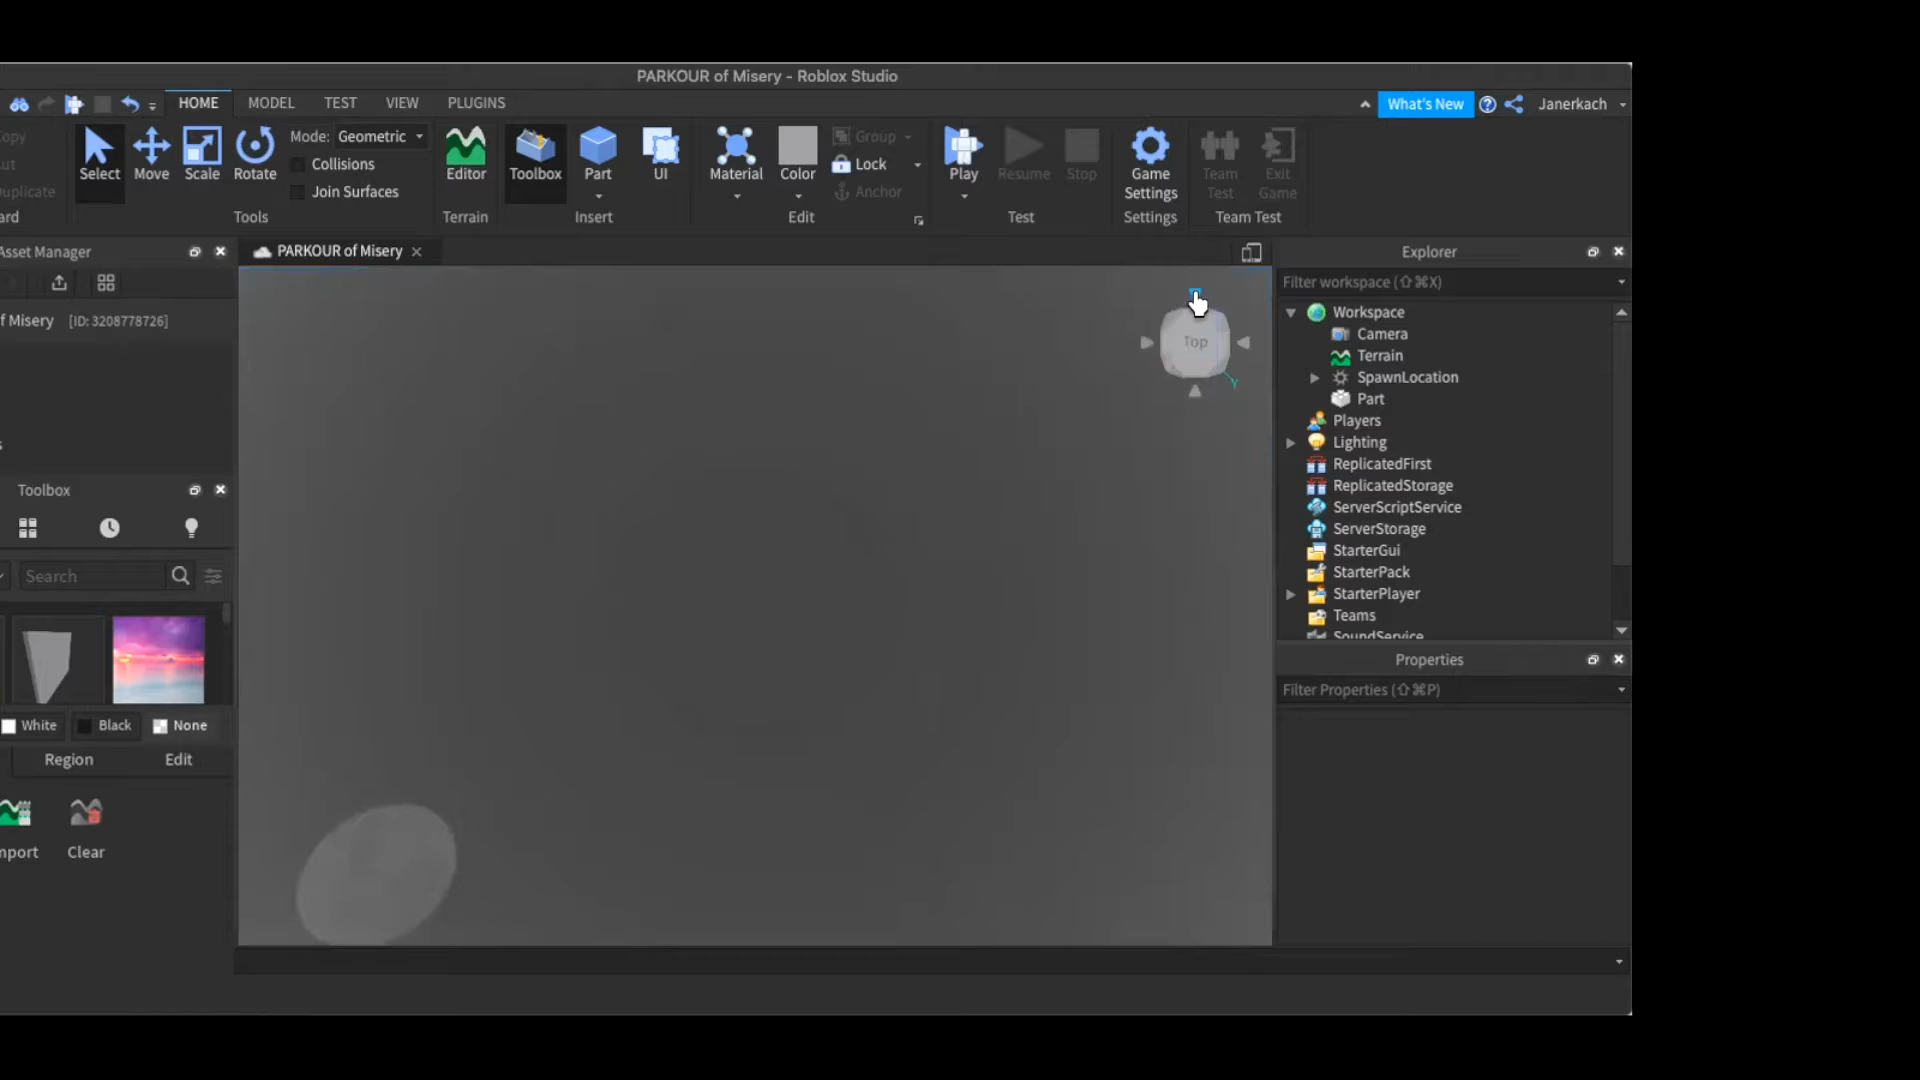 PARKOUR of Misery - Roblox Studio
HOME MODEL TEST VIEW PLUGINS
What's New
Janerkach
Select
Move
Scale
Rotate
Mode: Geometric
Collisions
Join Surfaces
Tools
Editor
Terrain
Toolbox
Part
UI
Insert
Material
Color
Group
Lock
Anchor
Edit
Play
Resume
Stop
Test
Game
Settings
Settings
Team
Test
Exit
Game
Team Test
Asset Manager
f Misery [ID: 3208778726]
Toolbox
Search
White Black None
Region Edit
Clear
PARKOUR of Misery
Top
Y
Explorer
Filter workspace (⇧⌘X)
Workspace
Camera
Terrain
SpawnLocation
Part
Players
Lighting
ReplicatedFirst
ReplicatedStorage
ServerScriptService
ServerStorage
StarterGui
StarterPack
StarterPlayer
Teams
SoundService
Properties
Filter Properties (⇧⌘P)